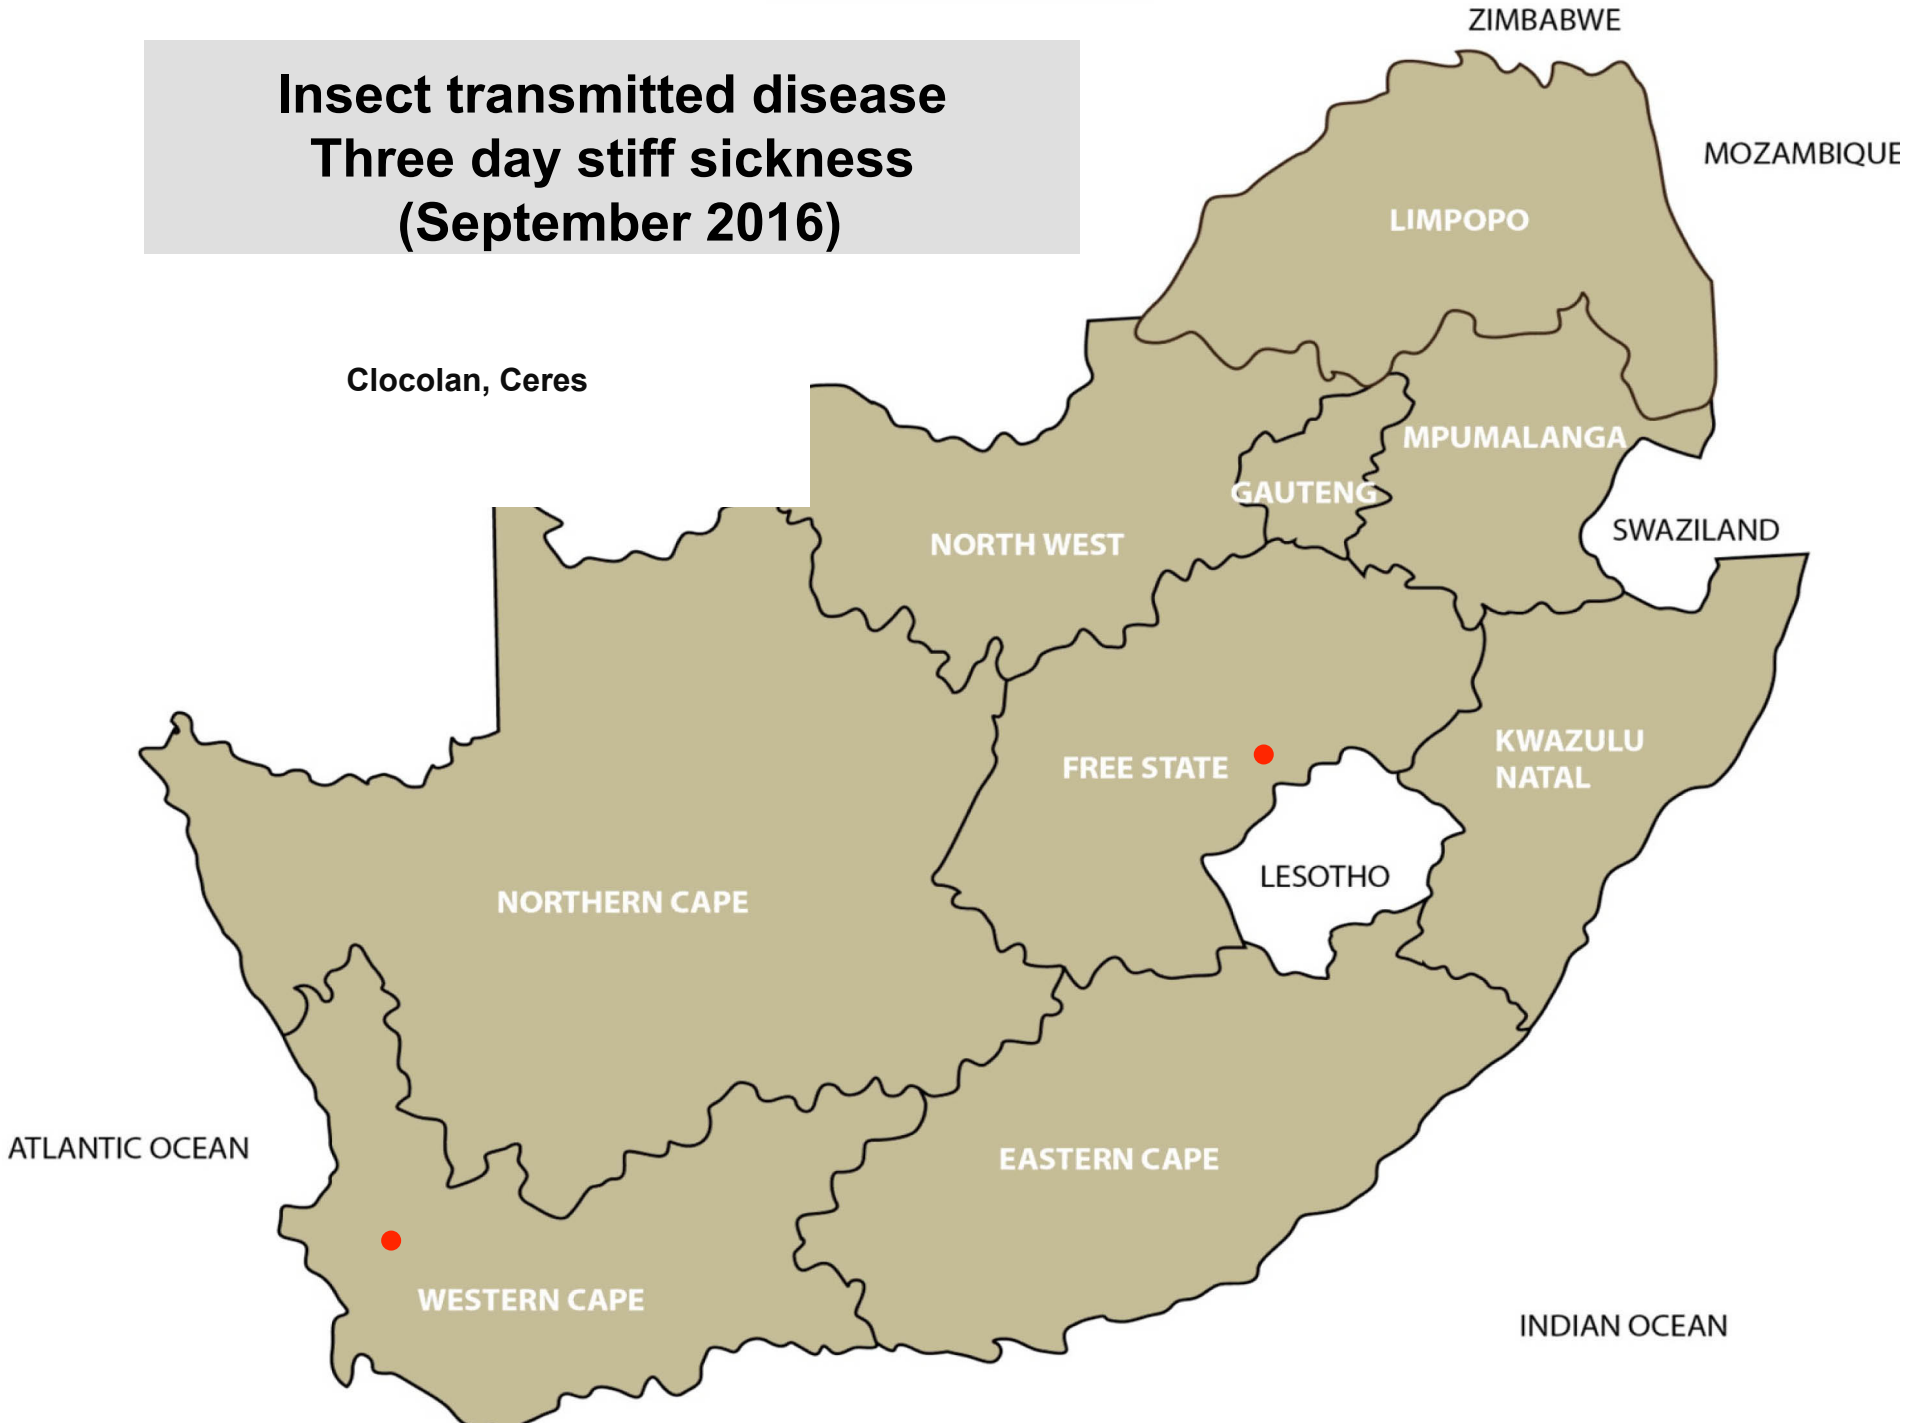 ZIMBABWE
Insect transmitted disease
Three day stiff sickness
(September 2016)
MOZAMBIQUE
LIMPOPO
Clocolan, Ceres
MPUMALANGA
GAUTENG
SWAZILAND
NORTH WEST
KWAZULU
NATAL
FREE STATE
LESOTHO
NORTHERN CAPE
ATLANTIC OCEAN
EASTERN CAPE
WESTERN CAPE
INDIAN OCEAN